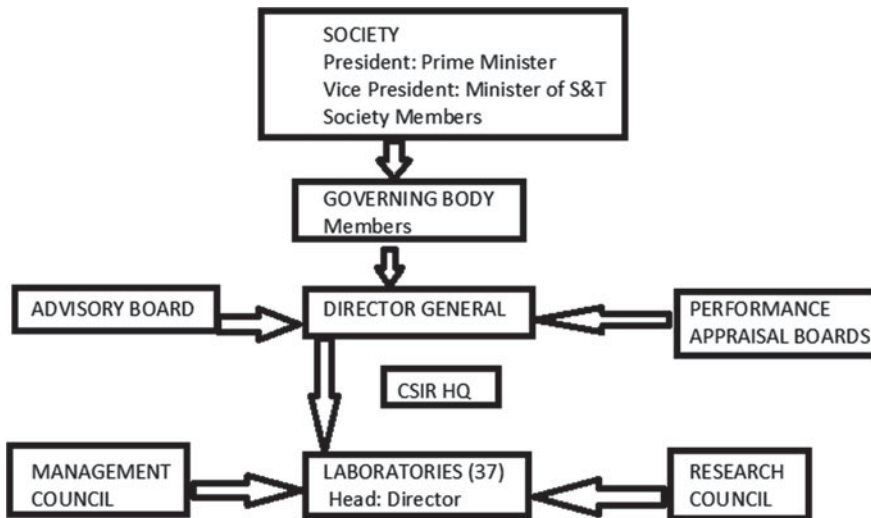 SOCIETY
President: Prime Minister
Vice President: Minister of S&T
Society Members
GOVERNING BODY
Members
ADVISORY BOARD
DIRECTOR GENERAL
PERFORMANCE
APPRAISAL BOARDS
CSIR HQ
MANAGEMENT
COUNCIL
LABORATORIES (37)
Head: Director
RESEARCH
COUNCIL